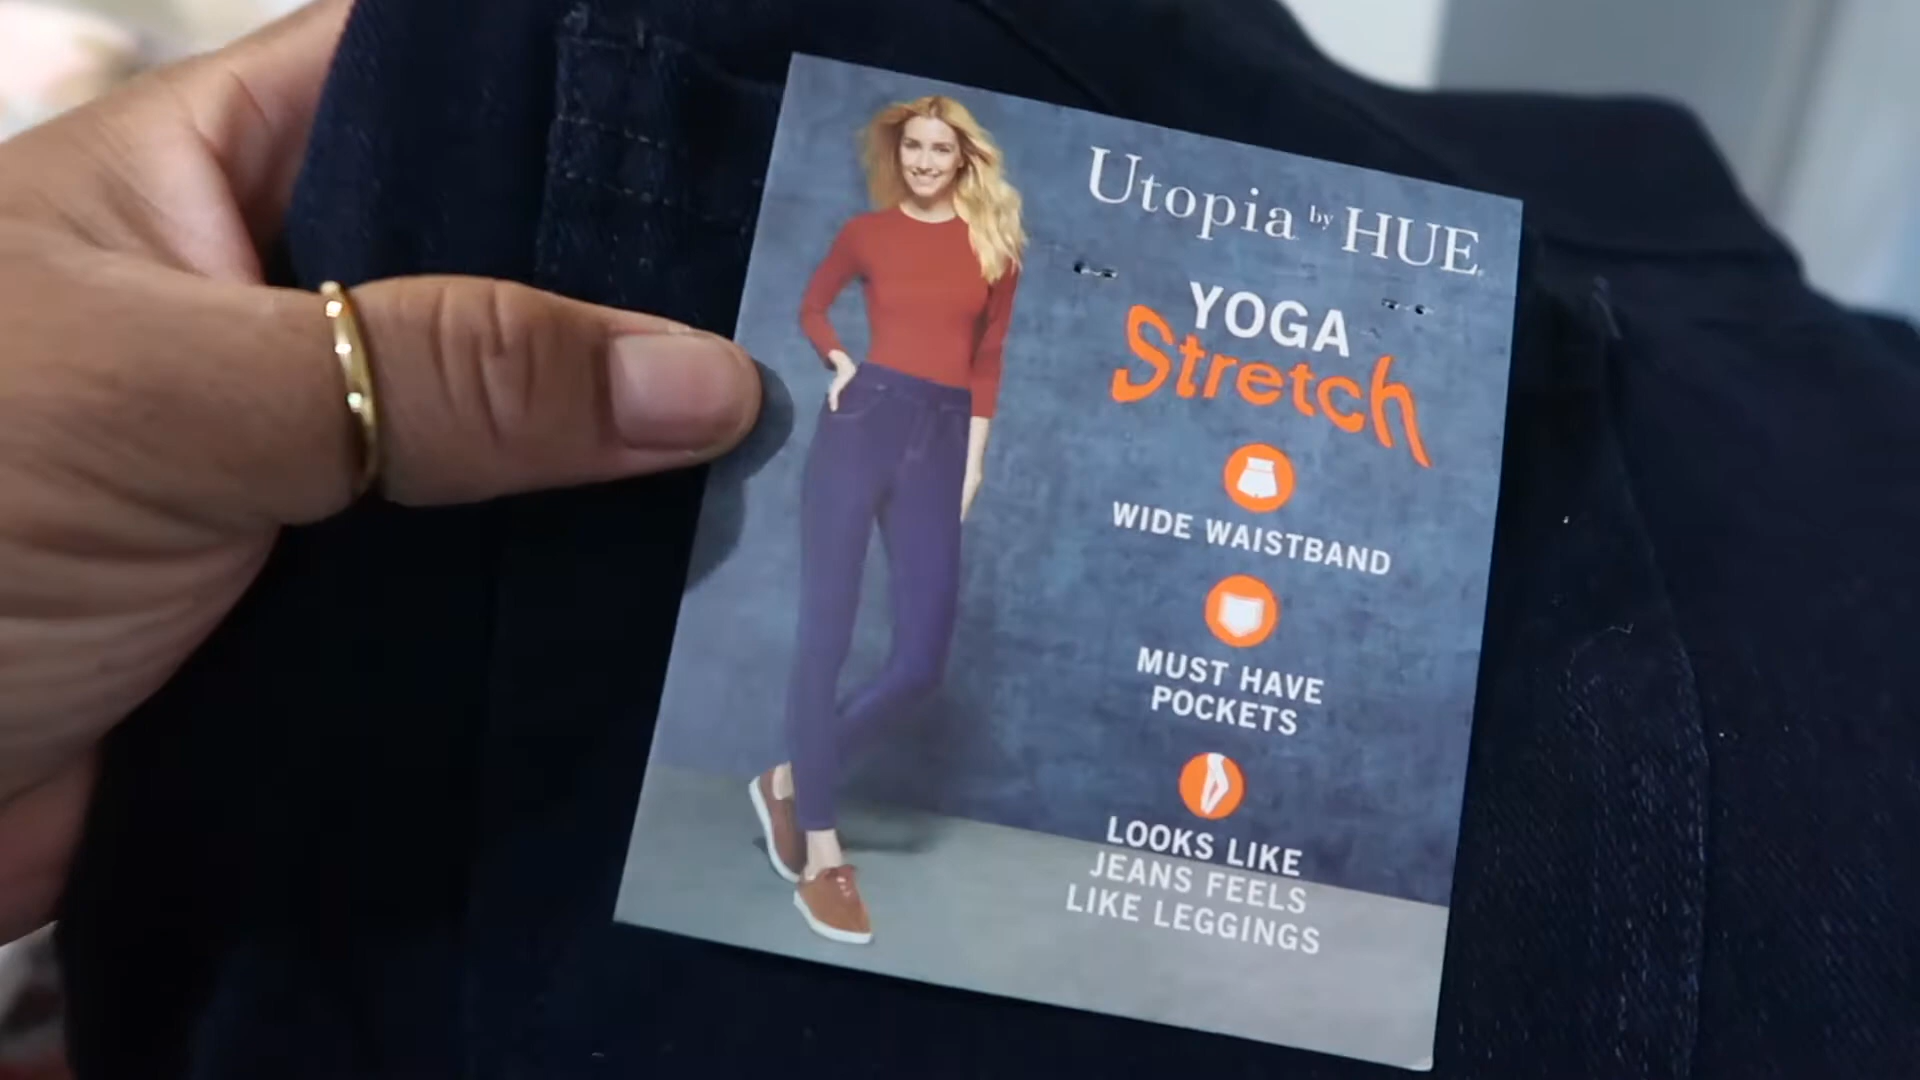 Utopia by HUE
YOGA
Stretch
WIDE WAISTBAND
MUST HAVE
POCKETS
LOOKS LIKE
JEANS FEELS
LIKE LEGGINGS